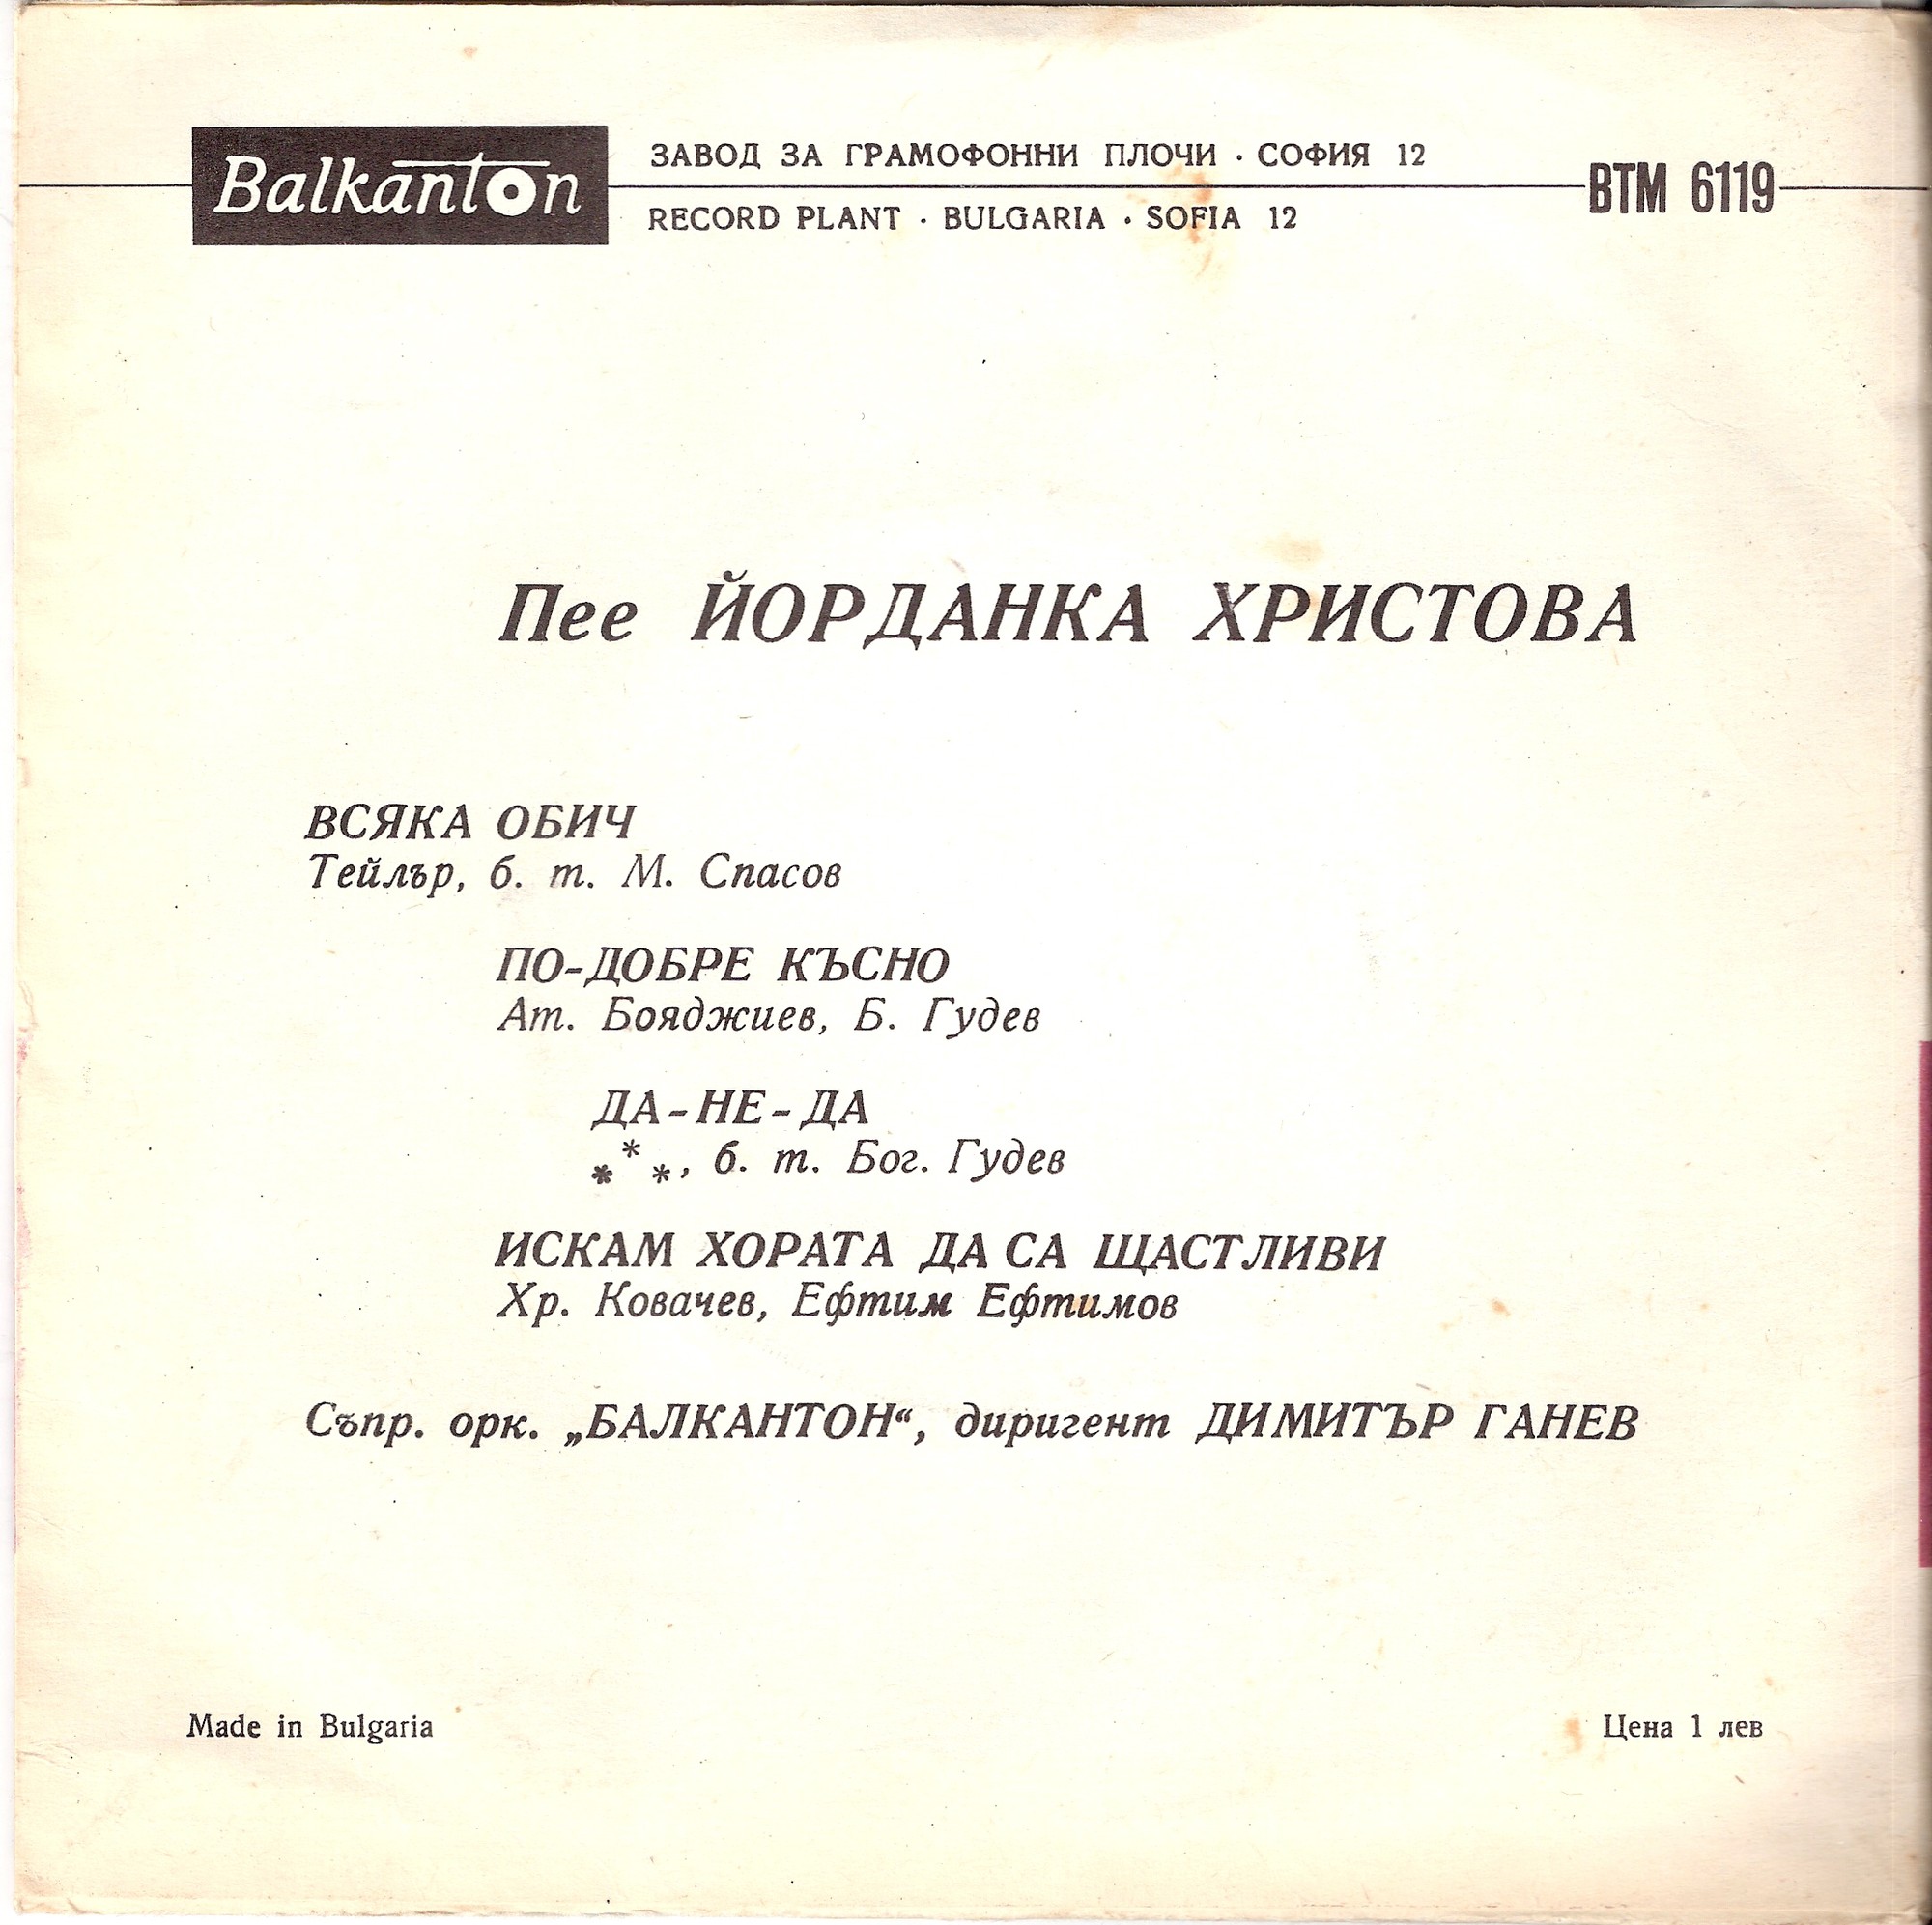 Balkanton
ЗАВОД ЗА ГРАМОФОННИ ПЛОЧИ · СОФИЯ 12
RECORD PLANT · BULGARIA · SOFIA 12
ВТМ 6119
Пее ЙОРДАНКА ХРИСТОВА
ВСЯКА ОБИЧ
Тейлър, б. т. М. Спасов
ПО-ДОБРЕ КЪСНО
Ат. Бояджиев, Б. Гудев
ДА-НЕ-ДА
* * *, б. т. Бог. Гудев
ИСКАМ ХОРАТА ДА СА ЩАСТЛИВИ
Хр. Ковачев, Ефтим Ефтимов
Съпр. орк. „БАЛКАНТОН“, диригент ДИМИТЪР ГАНЕВ
Made in Bulgaria
Цена 1 лев